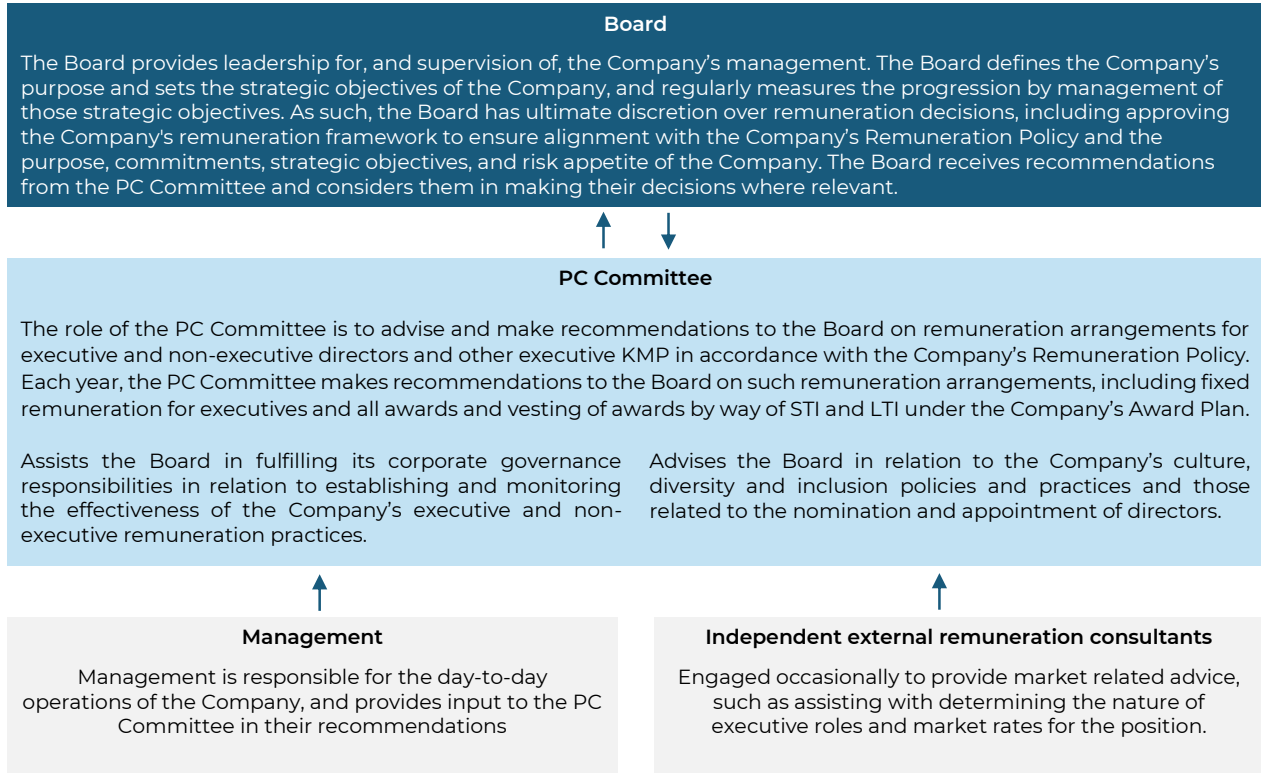 Board
The Board provides leadership for, and supervision of, the Company’s management. The Board defines the Company’s
purpose and sets the strategic objectives of the Company, and regularly measures the progression by management of
those strategic objectives. As such, the Board has ultimate discretion over remuneration decisions, including approving
the Company's remuneration framework to ensure alignment with the Company’s Remuneration Policy and the
purpose, commitments, strategic objectives, and risk appetite of the Company. The Board receives recommendations
from the PC Committee and considers them in making their decisions where relevant.
PC Committee
The role of the PC Committee is to advise and make recommendations to the Board on remuneration arrangements for
executive and non-executive directors and other executive KMP in accordance with the Company’s Remuneration Policy.
Each year, the PC Committee makes recommendations to the Board on such remuneration arrangements, including fixed
remuneration for executives and all awards and vesting of awards by way of STI and LTI under the Company’s Award Plan.
Assists the Board in fulfilling its corporate governance
responsibilities in relation to establishing and monitoring
the effectiveness of the Company’s executive and non-
executive remuneration practices.
Advises the Board in relation to the Company’s culture,
diversity and inclusion policies and practices and those
related to the nomination and appointment of directors.
Management
Management is responsible for the day-to-day
operations of the Company, and provides input to the PC
Committee in their recommendations
Independent external remuneration consultants
Engaged occasionally to provide market related advice,
such as assisting with determining the nature of
executive roles and market rates for the position.